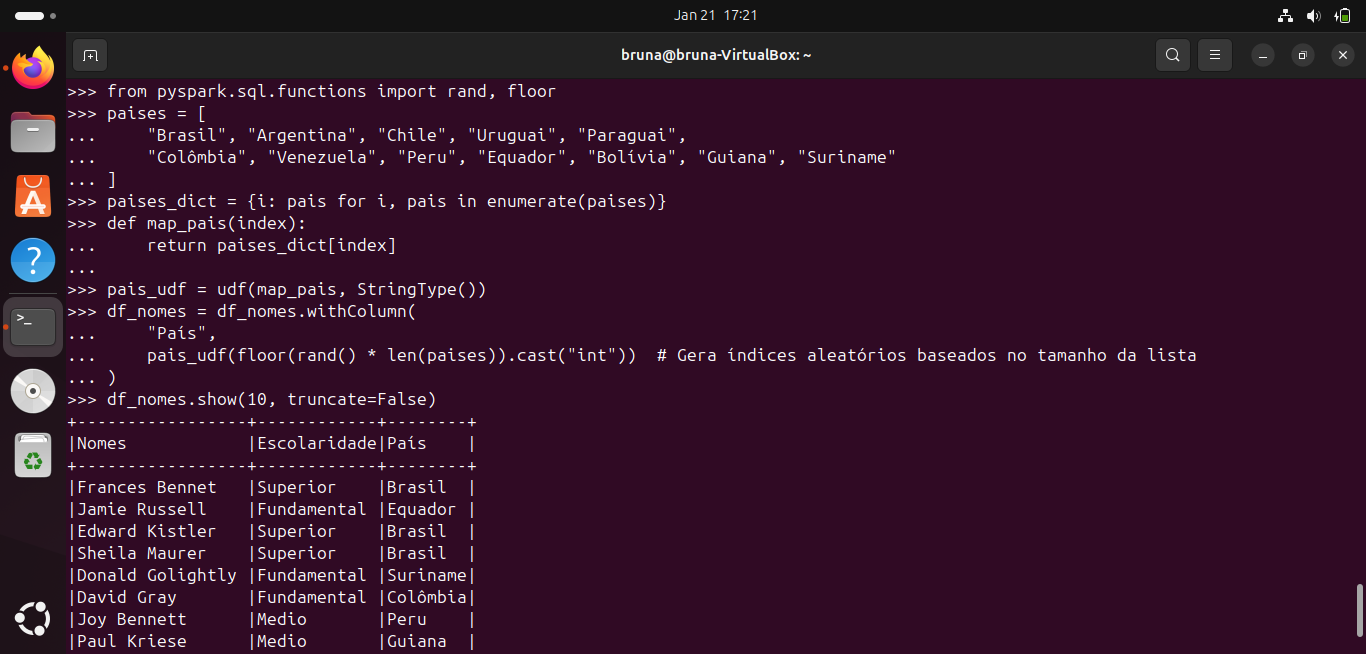 Jan 21 17:21
bruna@bruna-VirtualBox: ~
>>> from pyspark.sql.functions import rand, floor
>>> paises = [
...     "Brasil", "Argentina", "Chile", "Uruguai", "Paraguai",
...     "Colômbia", "Venezuela", "Peru", "Equador", "Bolívia", "Guiana", "Suriname"
... ]
>>> paises_dict = {i: pais for i, pais in enumerate(paises)}
>>> def map_pais(index):
...     return paises_dict[index]
...
>>> pais_udf = udf(map_pais, StringType())
>>> df_nomes = df_nomes.withColumn(
...     "País",
...     pais_udf(floor(rand() * len(paises)).cast("int"))  # Gera índices aleatórios baseados no tamanho da lista
... )
>>> df_nomes.show(10, truncate=False)
+-----------------+------------+--------+
|Nomes            |Escolaridade|País    |
+-----------------+------------+--------+
|Frances Bennet   |Superior    |Brasil  |
|Jamie Russell    |Fundamental |Equador |
|Edward Kistler   |Superior    |Brasil  |
|Sheila Maurer    |Superior    |Brasil  |
|Donald Golightly |Fundamental |Suriname|
|David Gray       |Fundamental |Colômbia|
|Joy Bennett      |Medio       |Peru    |
|Paul Kriese      |Medio       |Guiana  |